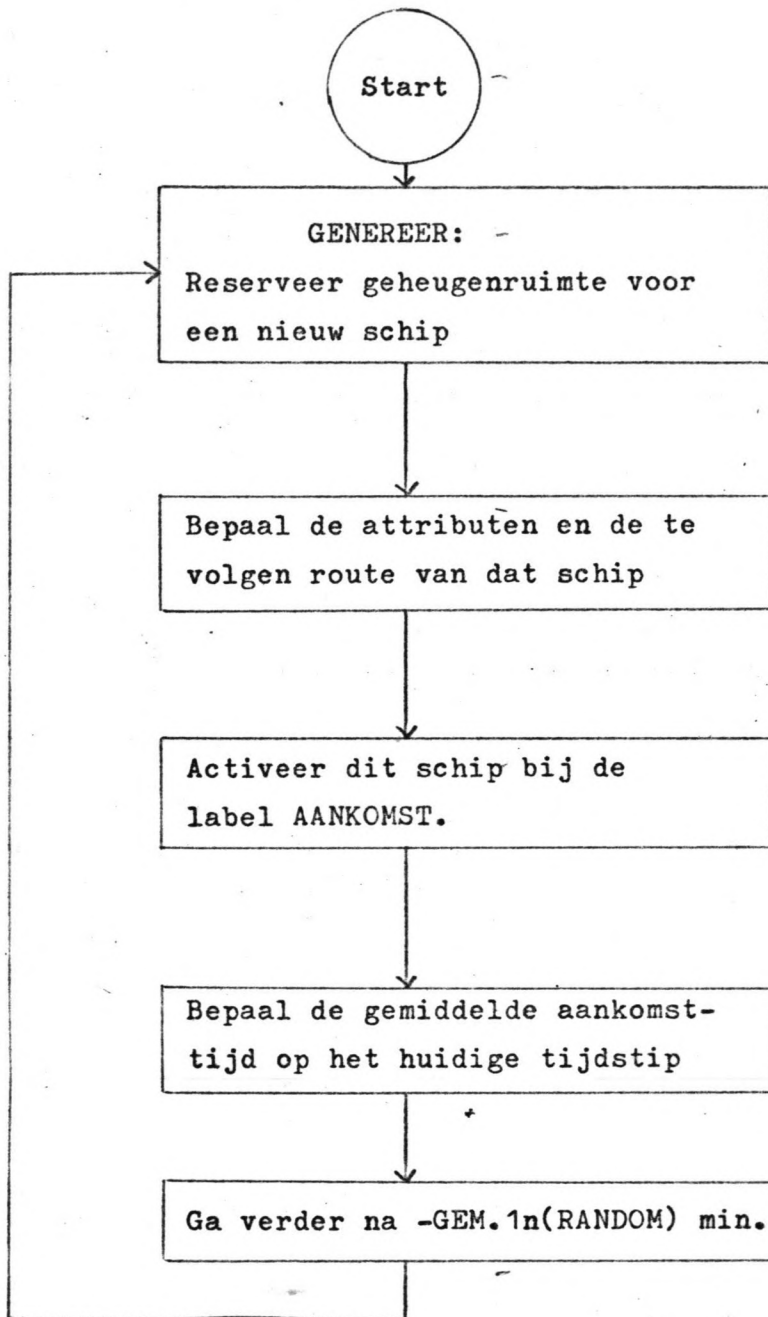 Start
GENEREER:
Reserveer geheugenruimte voor
een nieuw schip
Bepaal de attributen en de te
volgen route van dat schip
Activeer dit schip bij de
label AANKOMST.
Bepaal de gemiddelde aankomst-
tijd op het huidige tijdstip
Ga verder na -GEM.1n(RANDOM) min.